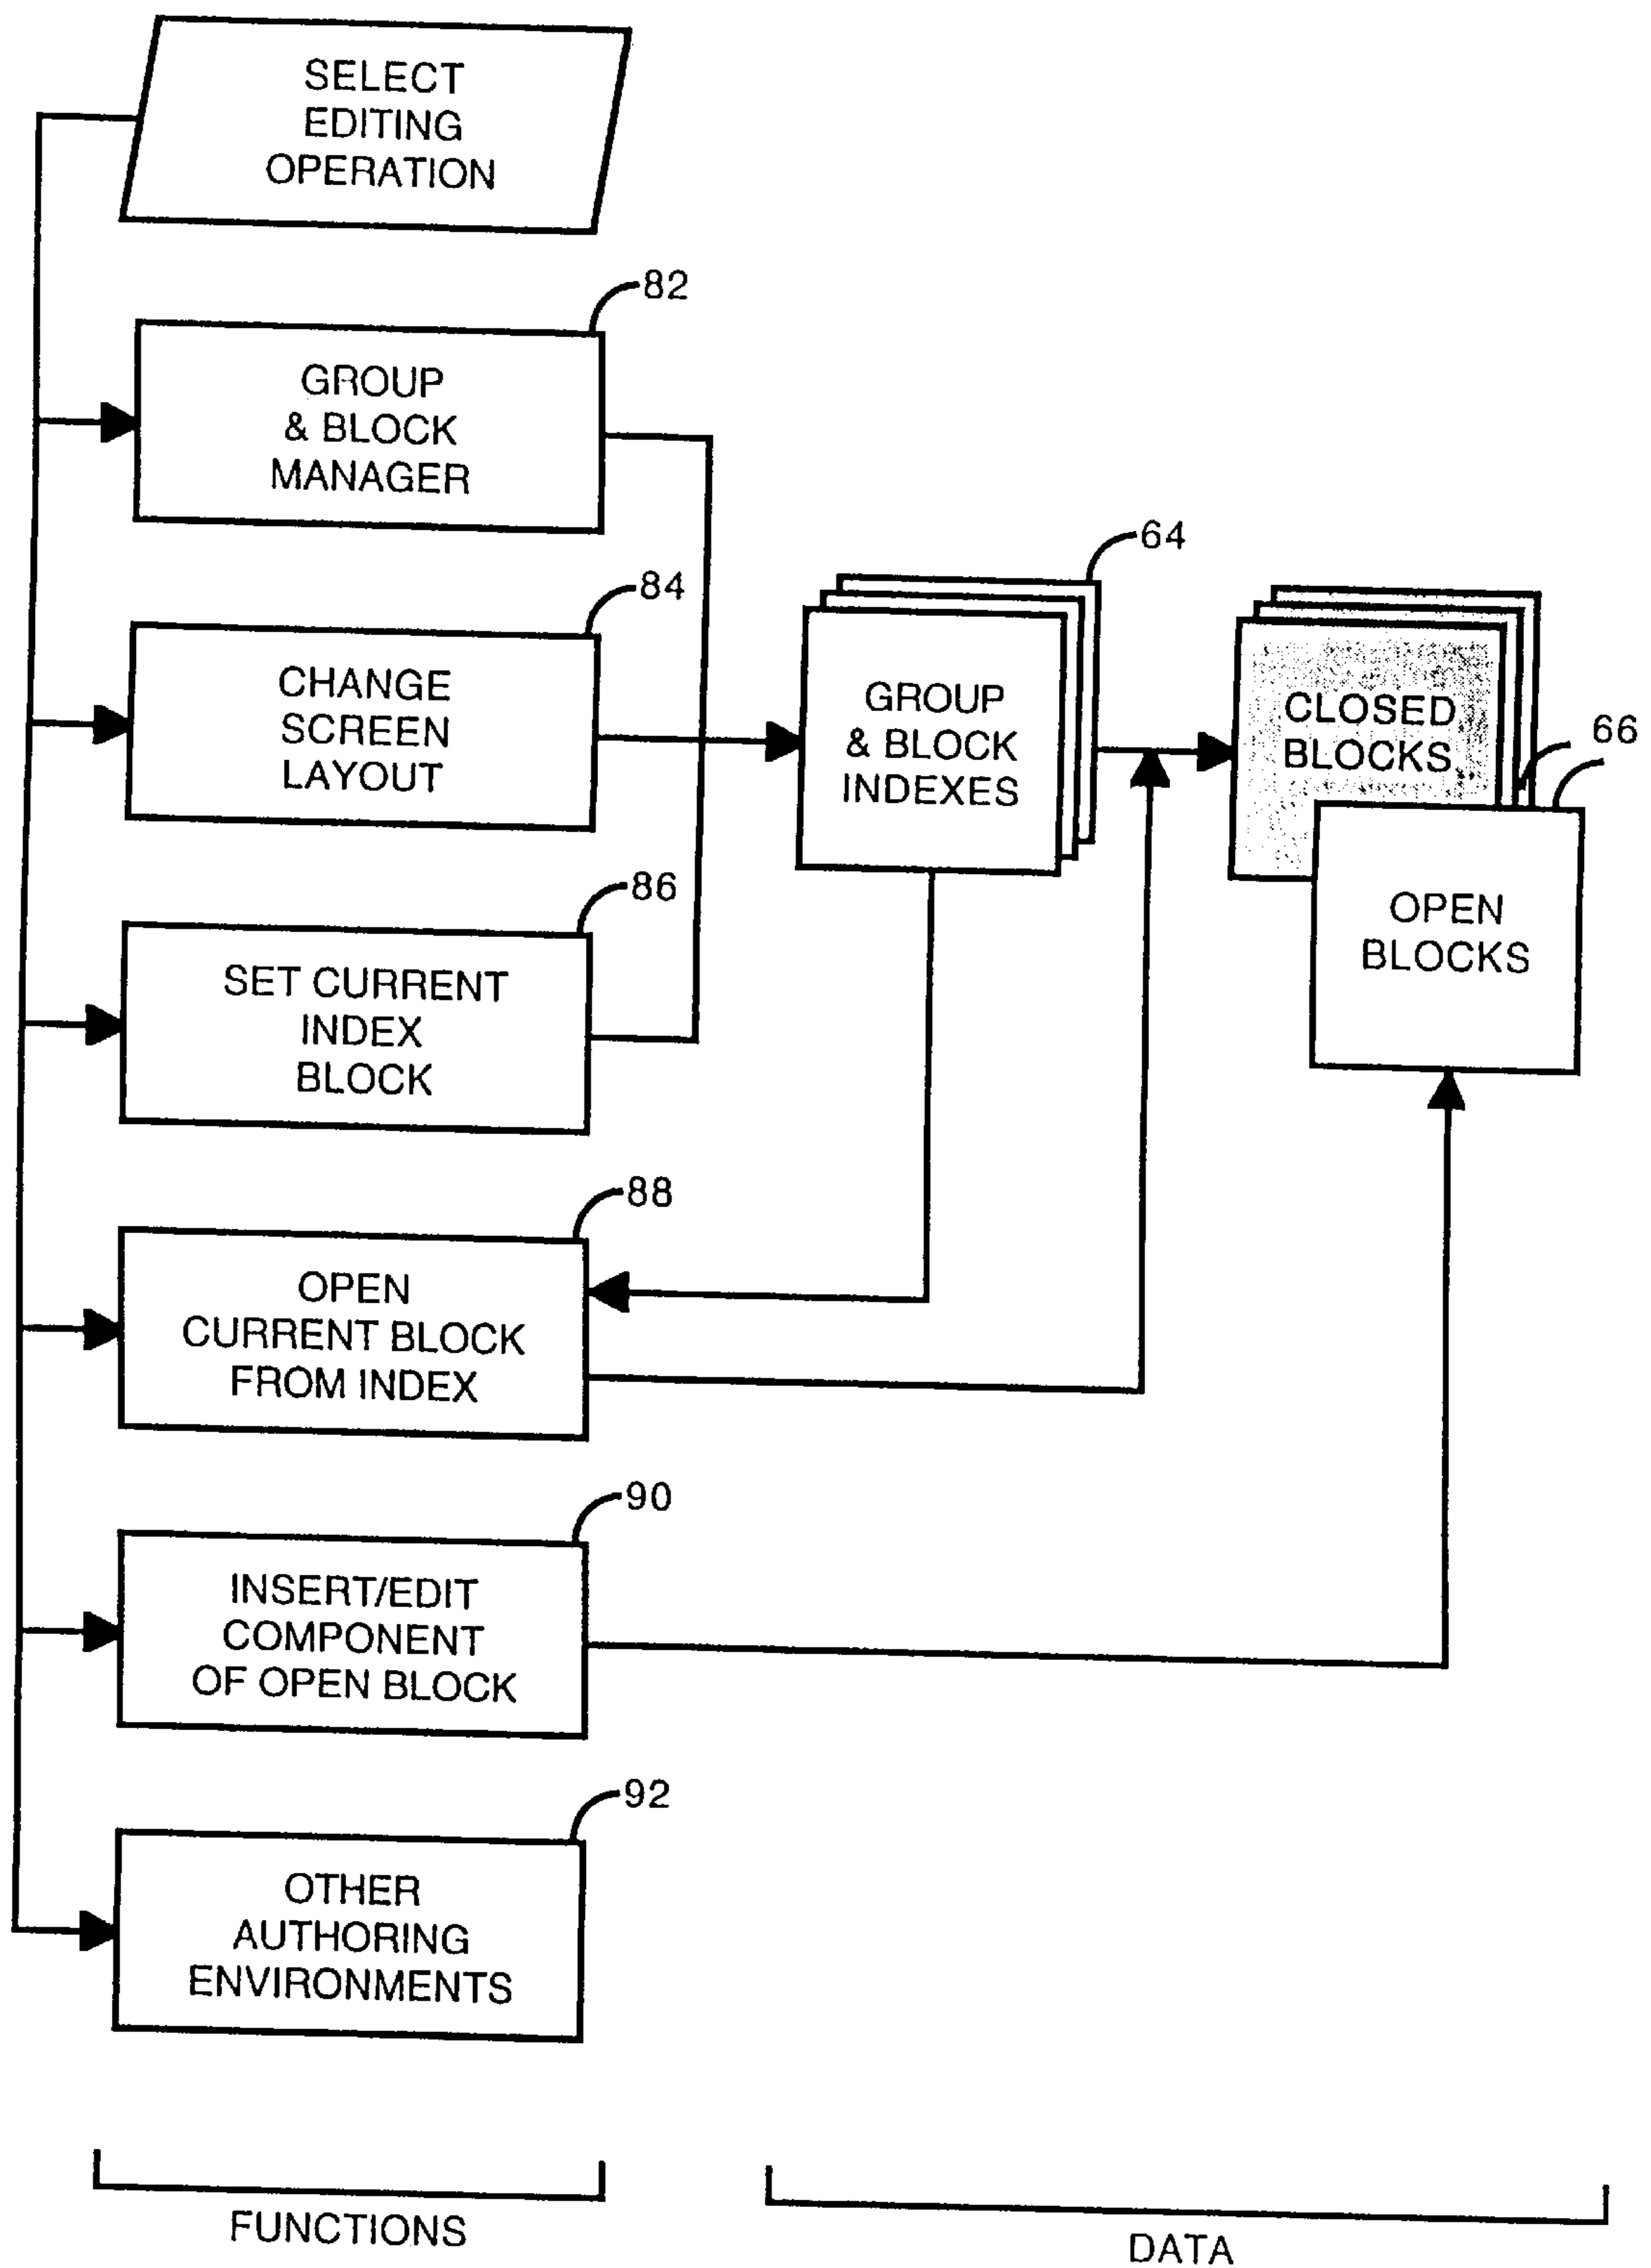 SELECT
EDITING
OPERATION
82
GROUP
& BLOCK
MANAGER
84
CHANGE
SCREEN
LAYOUT
86
SET CURRENT
INDEX
BLOCK
88
OPEN
CURRENT BLOCK
FROM INDEX
90
INSERT/EDIT
COMPONENT
OF OPEN BLOCK
92
OTHER
AUTHORING
ENVIRONMENTS
64
GROUP
& BLOCK
INDEXES
CLOSED
BLOCKS
66
OPEN
BLOCKS
FUNCTIONS
DATA